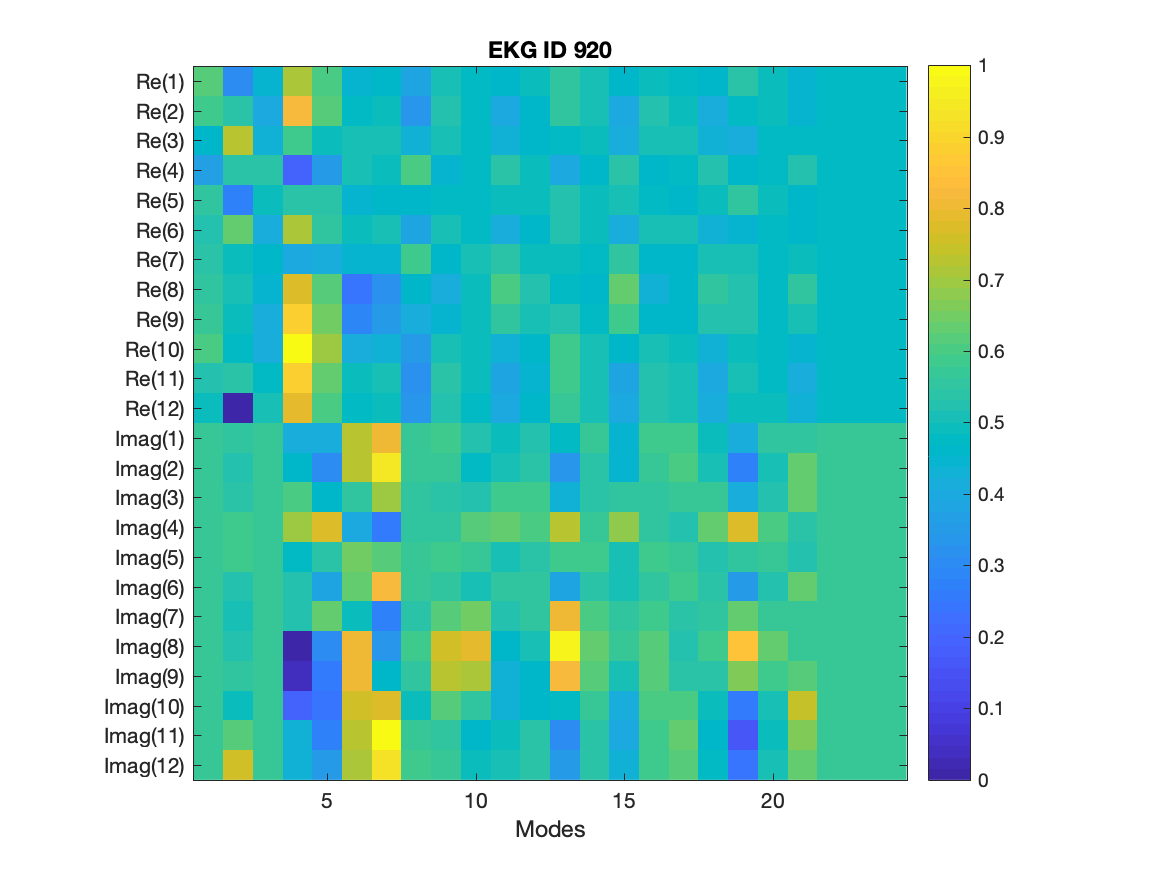 EKG ID 920
Re(1)
Re(2)
Re(3)
Re(4)
Re(5)
Re(6)
Re(7)
Re(8)
Re(9)
Re(10)
Re(11)
Re(12)
Imag(1)
Imag(2)
Imag(3)
Imag(4)
Imag(5)
Imag(6)
Imag(7)
Imag(8)
Imag(9)
Imag(10)
Imag(11)
Imag(12)
5 10 15 20
Modes
1
0.9
0.8
0.7
0.6
0.5
0.4
0.3
0.2
0.1
0